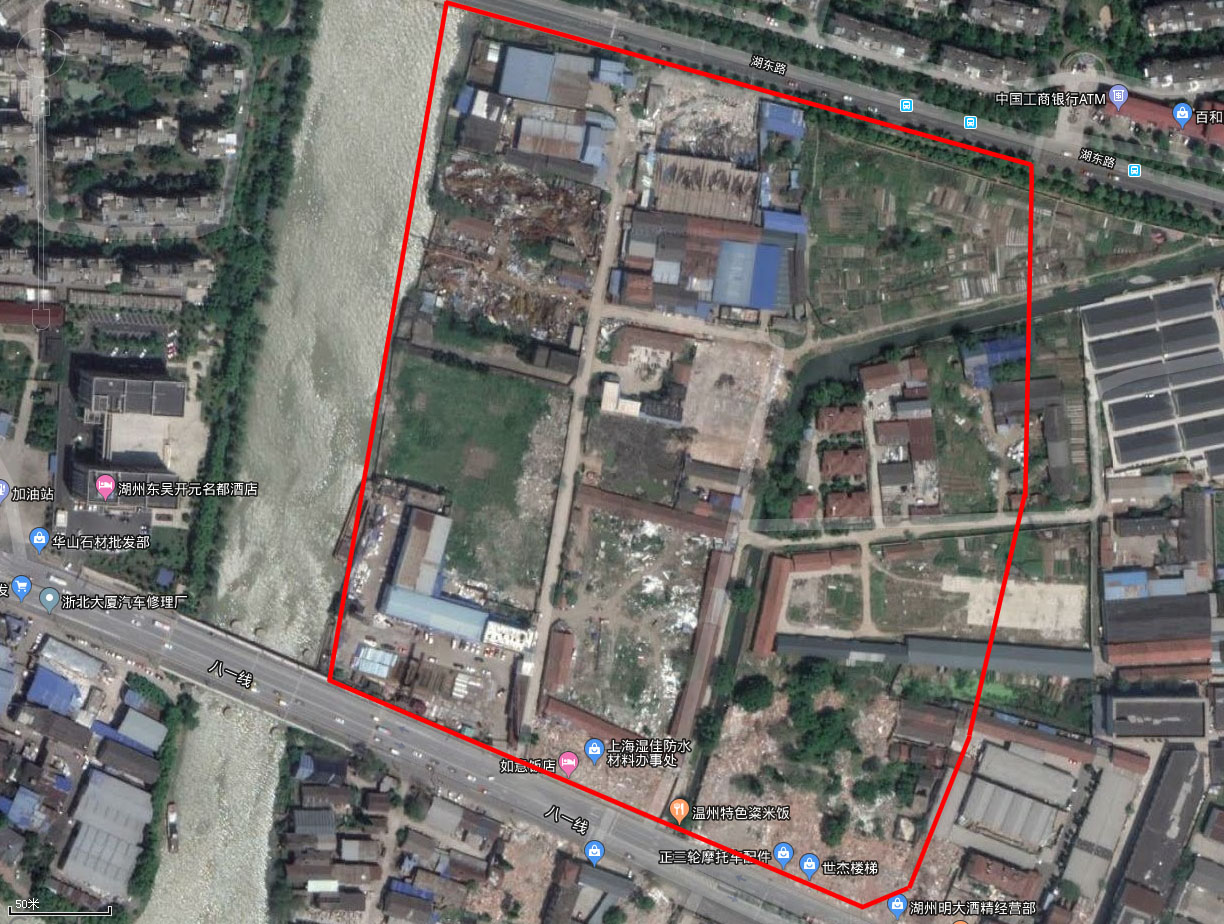 湖东路
中国工商银行ATM
百和
湖东路
湖州东吴开元名都酒店
加油站
华山石材批发部
发
浙北大厦汽车修理厂
八一线
上海湿佳防水
材料办事处
如意饭店
八一线
温州特色粢米饭
正三轮摩托车配件
世杰楼梯
湖州明大酒精经营部
50米